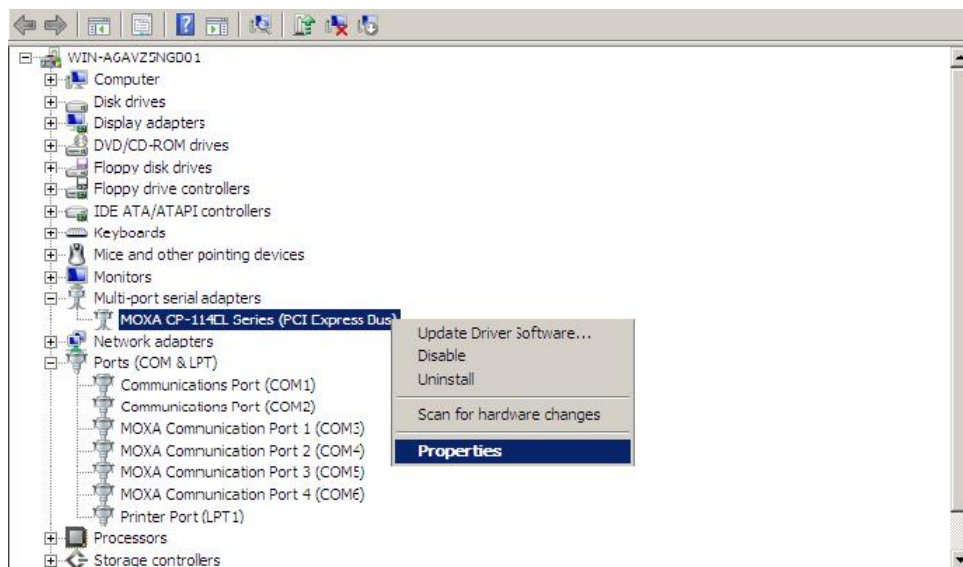 WIN-AGAVZ5NGD01
Computer
Disk drives
Display adapters
DVD/CD-ROM drives
Floppy disk drives
Floppy drive controllers
IDE ATA/ATAPI controllers
Keyboards
Mice and other pointing devices
Monitors
Multi-port serial adapters
MOXA CP-114EL Series (PCI Express Bus)
Update Driver Software...
Disable
Uninstall
Scan for hardware changes
Properties
Network adapters
Ports (COM & LPT)
Communications Port (COM1)
Communications Port (COM2)
MOXA Communication Port 1 (COM3)
MOXA Communication Port 2 (COM4)
MOXA Communication Port 3 (COM5)
MOXA Communication Port 4 (COM6)
Printer Port (LPT1)
Processors
Storage controllers